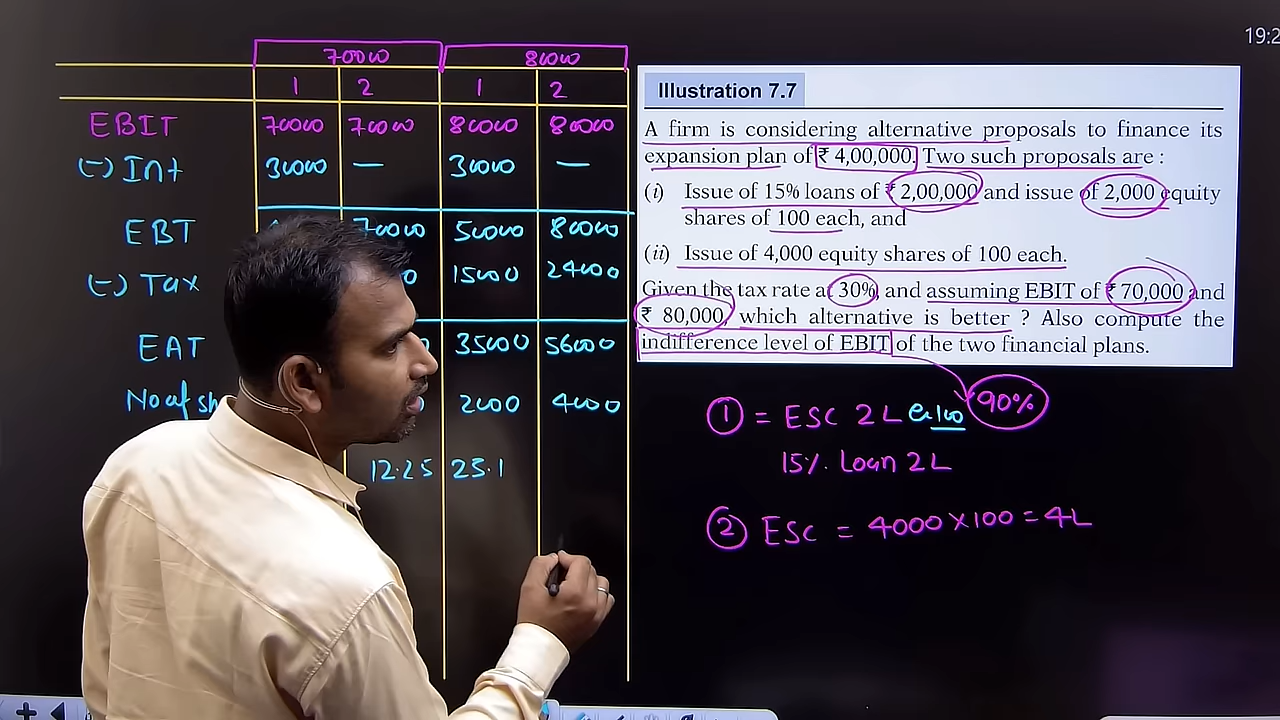 19:2
70000 80000
1 2 1 2
EBIT 70000 70000 80000 80000
(-) Int 30000 — 30000 —
EBT 70000 50000 80000
(-) Tax 15000 24000
EAT 35000 56000
No of sh 2000 4000
12.25 23.1
Illustration 7.7
A firm is considering alternative proposals to finance its
expansion plan of ₹ 4,00,000. Two such proposals are :
(i) Issue of 15% loans of ₹ 2,00,000 and issue of 2,000 equity
shares of 100 each, and
(ii) Issue of 4,000 equity shares of 100 each.
Given the tax rate at 30%, and assuming EBIT of ₹ 70,000 and
₹ 80,000, which alternative is better ? Also compute the
indifference level of EBIT of the two financial plans.
90%
① = ESC 2L @100
15% Loan 2L
② ESC = 4000 × 100 = 4L